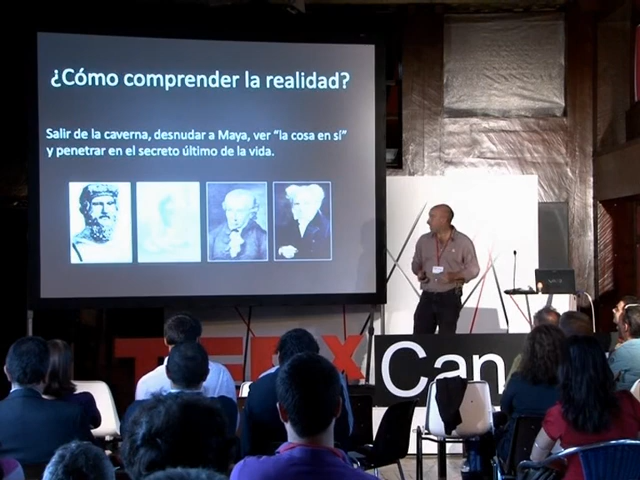 ¿Cómo comprender la realidad?
Salir de la caverna, desnudar a Maya, ver “la cosa en sí”
y penetrar en el secreto último de la vida.
TEDx
Can